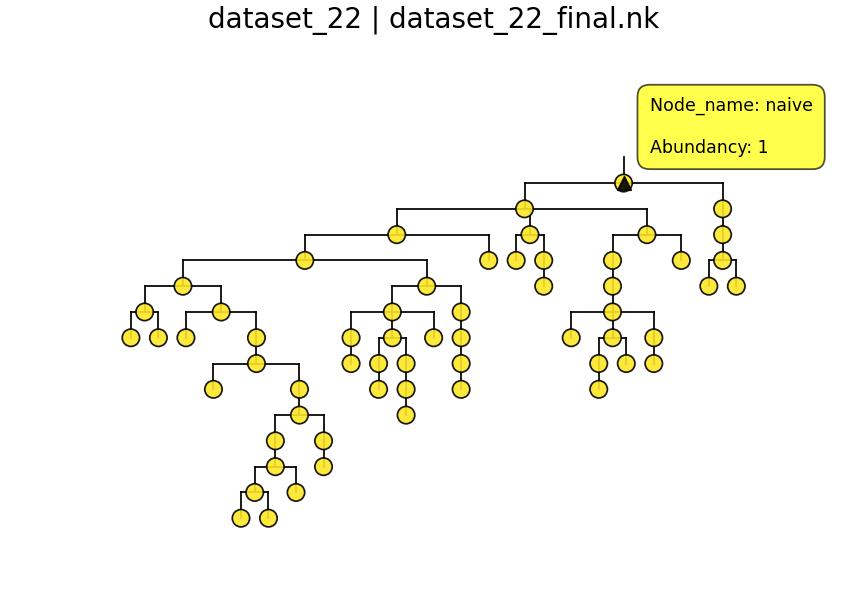 dataset_22 | dataset_22_final.nk
Node_name: naive
Abundancy: 1